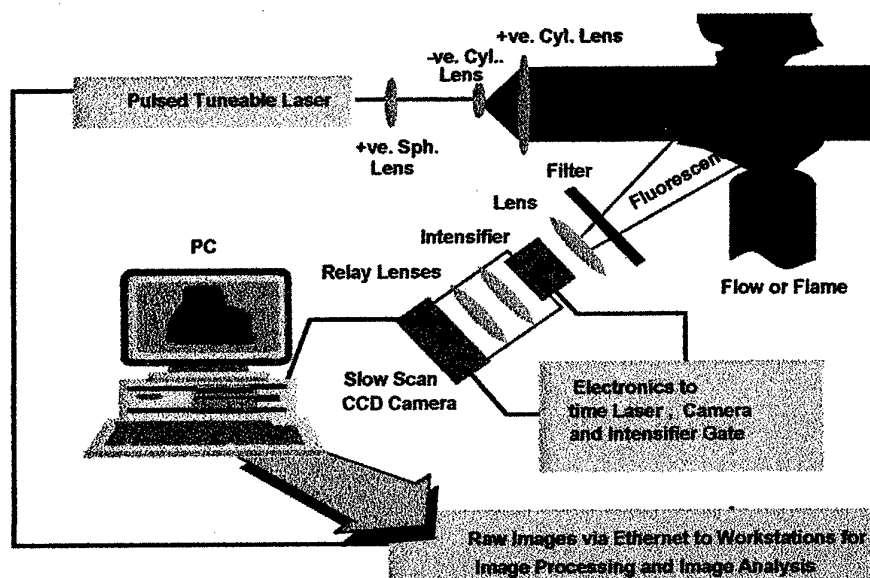 +ve. Cyl. Lens
-ve. Cyl..
Lens
Pulsed Tuneable Laser
+ve. Sph.
Lens
Filter
Fluorescen
Lens
Intensifier
PC
Relay Lenses
Flow or Flame
Slow Scan
CCD Camera
Electronics to
time Laser , Camera
and Intensifier Gate
Raw Images via Ethernet to Workstations for
Image Processing and Image Analysis